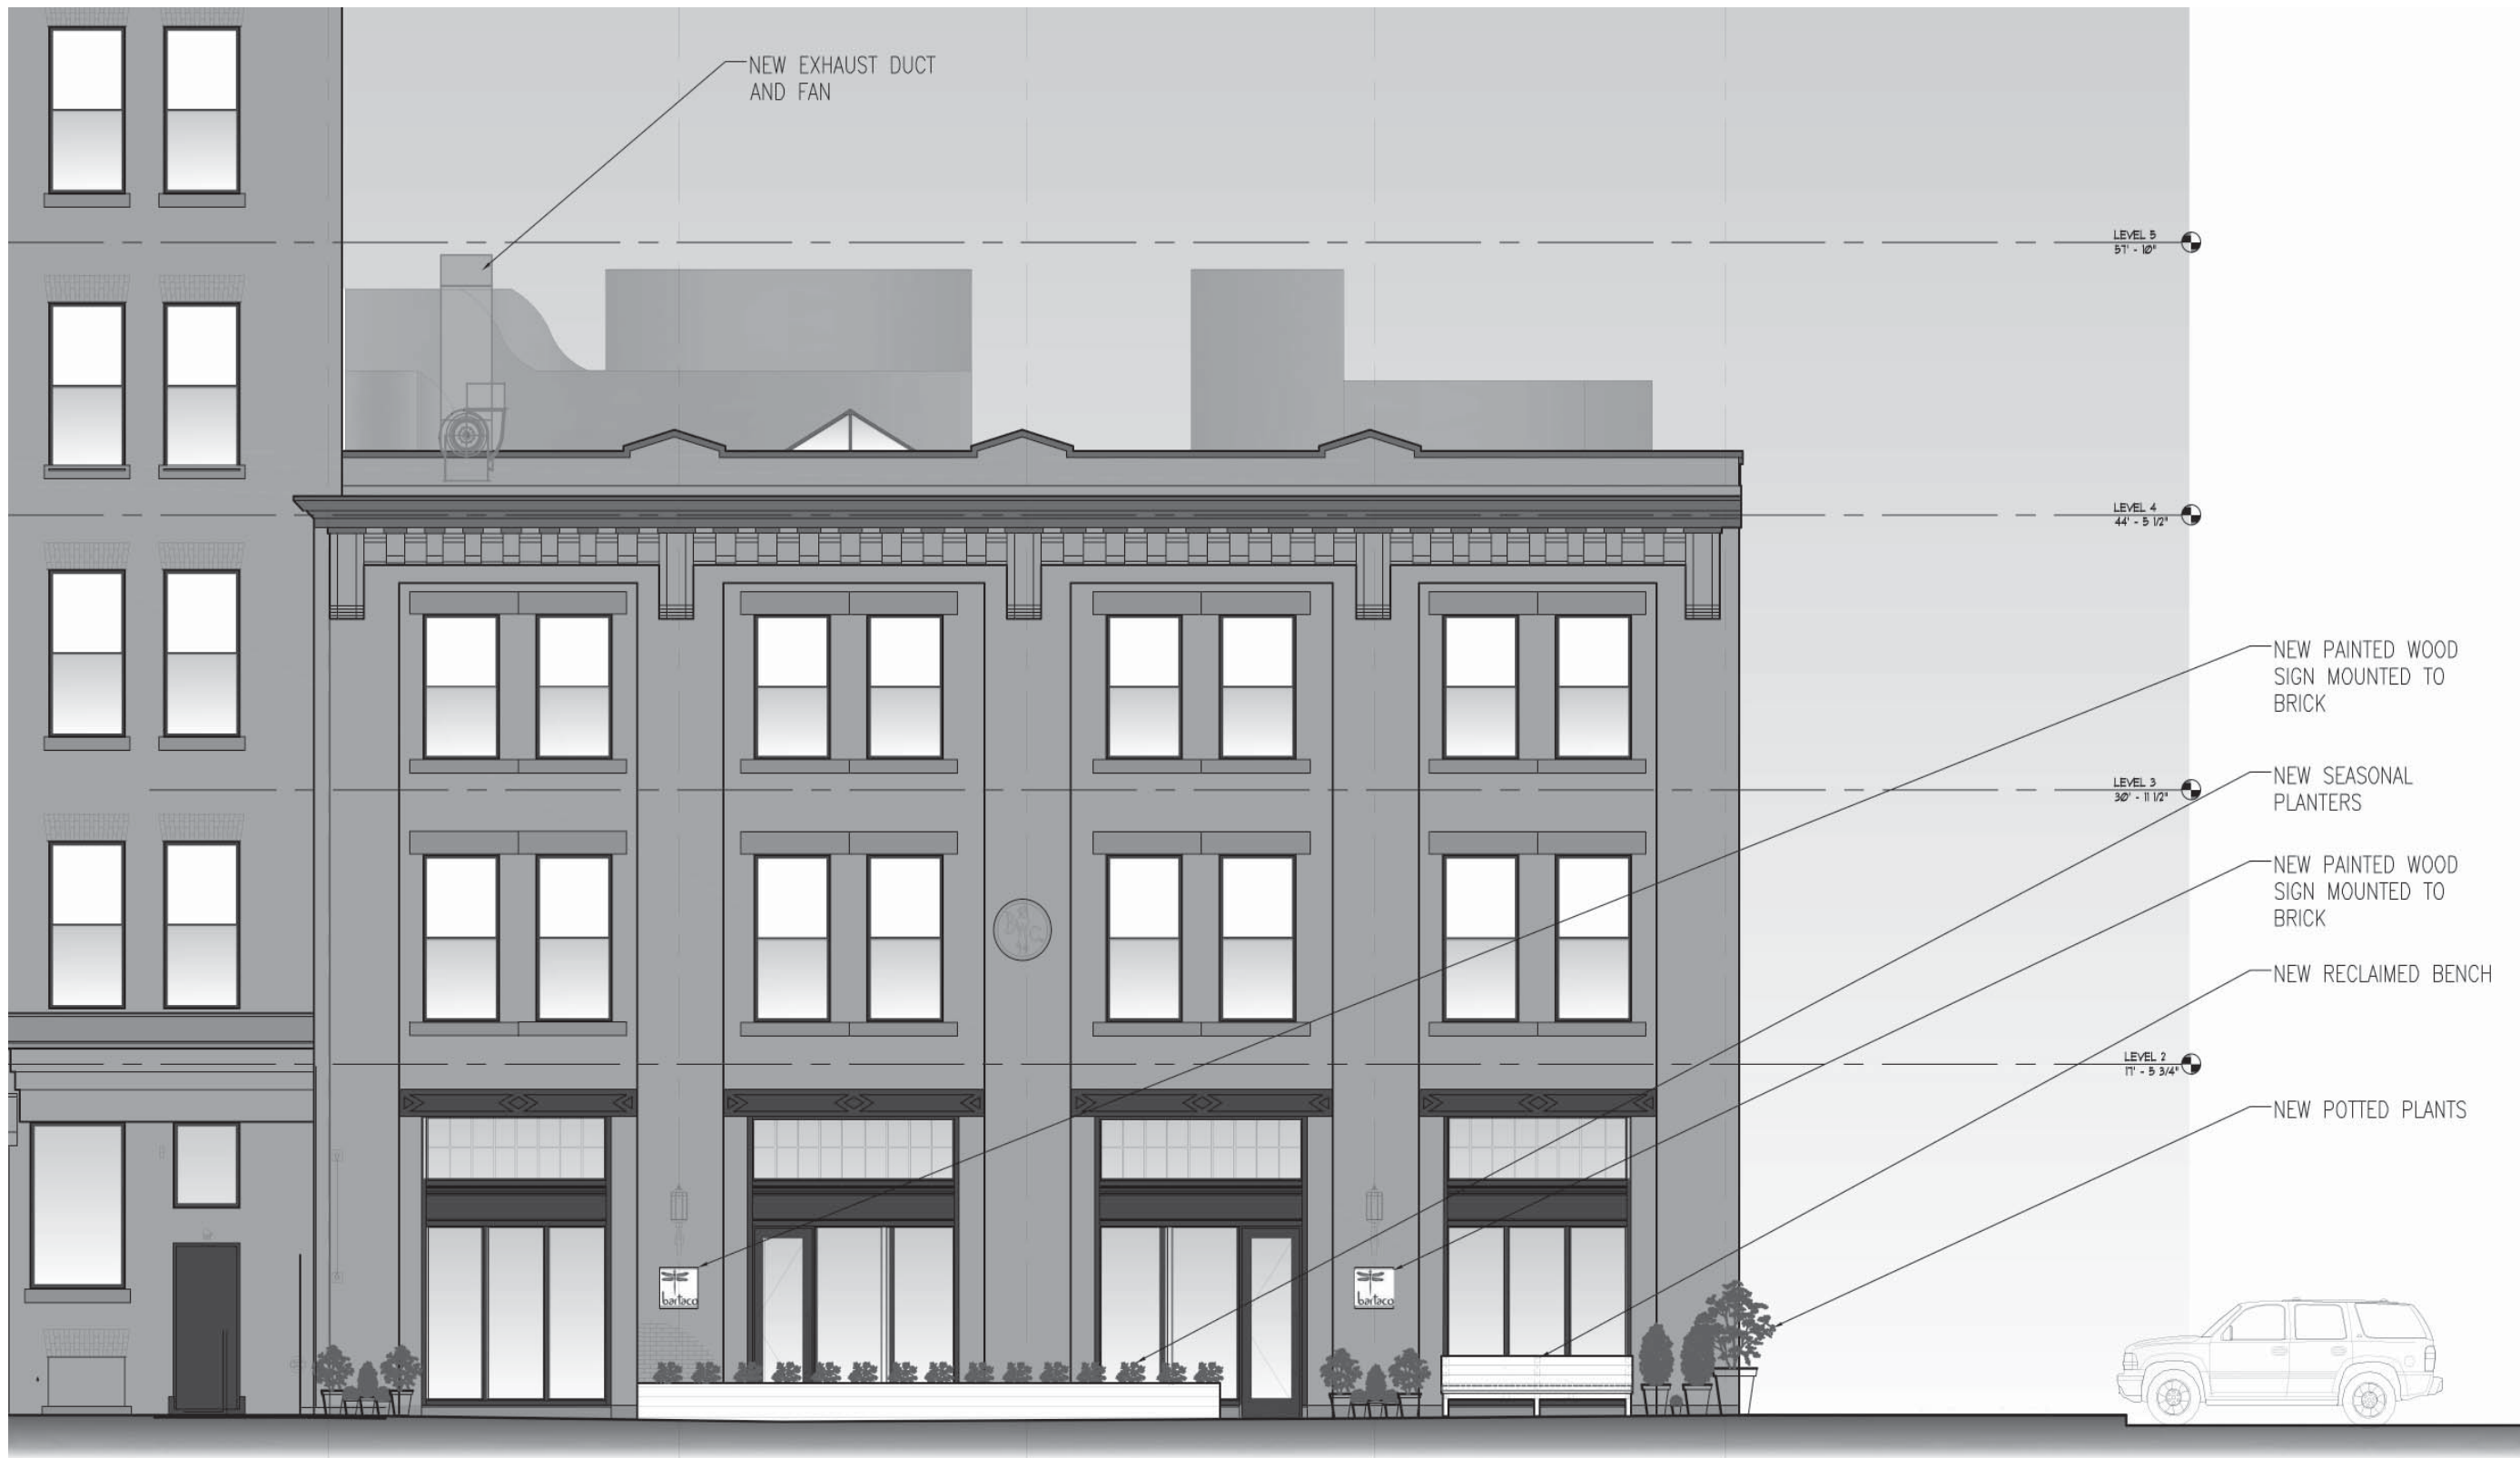 NEW EXHAUST DUCT
AND FAN
LEVEL 5
57' - 10"
LEVEL 4
44' - 5 1/2"
NEW PAINTED WOOD
SIGN MOUNTED TO
BRICK
NEW SEASONAL
PLANTERS
LEVEL 3
30' - 11 1/2"
NEW PAINTED WOOD
SIGN MOUNTED TO
BRICK
NEW RECLAIMED BENCH
LEVEL 2
17' - 5 3/4"
NEW POTTED PLANTS
bartaco
bartaco